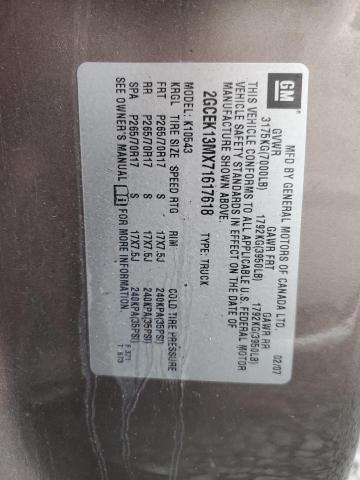 GM
MFD BY GENERAL MOTORS OF CANADA LTD
02/07
GVWR GAWR FRT GAWR RR
3175KG(7000LB) 1792KG(3950LB) 1792KG(3950LB)
THIS VEHICLE CONFORMS TO ALL APPLICABLE U.S. FEDERAL MOTOR
VEHICLE SAFETY STANDARDS IN EFFECT ON THE DATE OF
MANUFACTURE SHOWN ABOVE.
2GCEK13MX71617618 TYPE: TRUCK
MODEL: K10543
KRGL TIRE SIZE SPEED RTG RIM COLD TIRE PRESSURE
FRT P265/70R17 S 17X7.5J 240KPA(35PSI)
RR P265/70R17 S 17X7.5J 240KPA(35PSI)
SPA P265/70R17 S 17X7.5J 240KPA(35PSI)
SEE OWNER'S MANUAL FOR MORE INFORMATION.